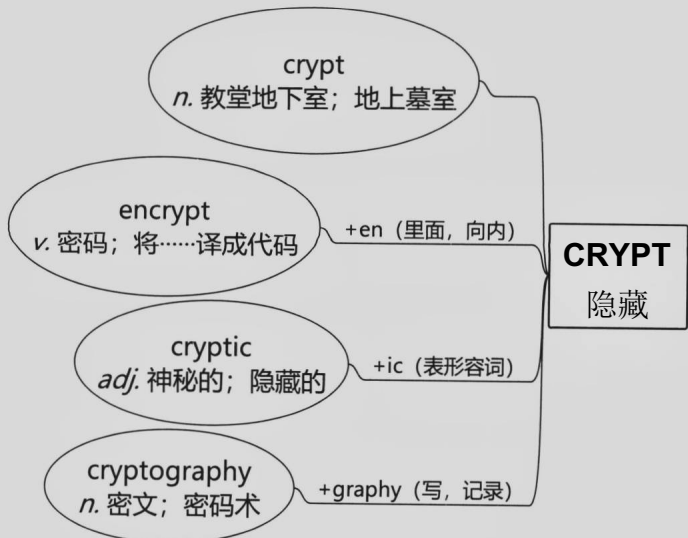 crypt
n. 教堂地下室；地上墓室
encrypt
v. 密码；将……译成代码
+en（里面，向内）
cryptic
adj. 神秘的；隐藏的
+ic（表形容词）
cryptography
n. 密文；密码术
+graphy（写，记录）
CRYPT
隐藏